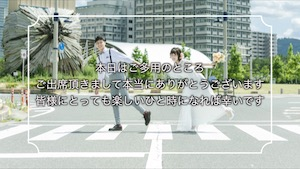 本日はご多用のところ
ご出席頂きまして本当にありがとうございます
皆様にとっても楽しいひと時になれば幸いです